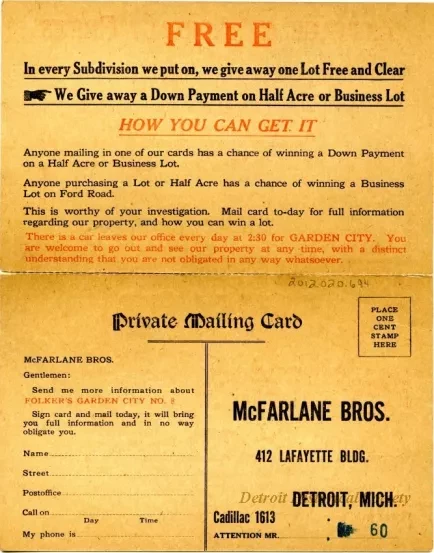 FREE
In every Subdivision we put on, we give away one Lot Free and Clear
We Give away a Down Payment on Half Acre or Business Lot
HOW YOU CAN GET IT
Anyone mailing in one of our cards has a chance of winning a Down Payment
on a Half Acre or Business Lot.
Anyone purchasing a Lot or Half Acre has a chance of winning a Business
Lot on Ford Road.
This is worthy of your investigation. Mail card to-day for full information
regarding our property, and how you can win a lot.
There is a car leaves our office every day at 2:30 for GARDEN CITY. You
are welcome to go out and see our property at any time, with a distinct
understanding that you are not obligated in any way whatsoever.
2012.020.694
Private Mailing Card
PLACE
ONE
CENT
STAMP
HERE
McFARLANE BROS.
Gentlemen:
Send me more information about
FOLKER'S GARDEN CITY NO. 2
Sign card and mail today, it will bring
you full information and in no way
obligate you.
Name
Street
Postoffice
Call on
Day Time
My phone is
McFARLANE BROS.
412 LAFAYETTE BLDG.
DETROIT, MICH.
Detroit
Cadillac 1613
ATTENTION MR.
60